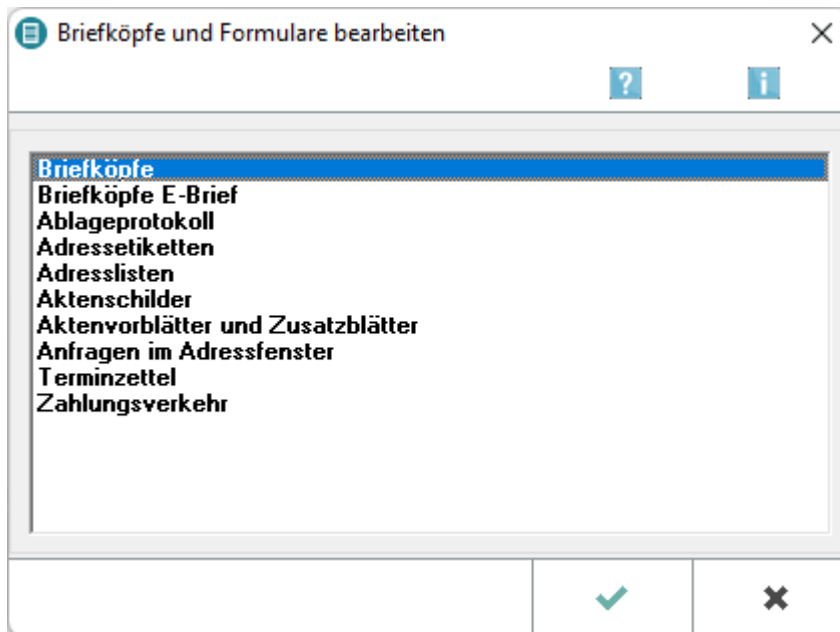 Briefköpfe und Formulare bearbeiten
? i
Briefköpfe
Briefköpfe E-Brief
Ablageprotokoll
Adressetiketten
Adresslisten
Aktenschilder
Aktenvorblätter und Zusatzblätter
Anfragen im Adressfenster
Terminzettel
Zahlungsverkehr